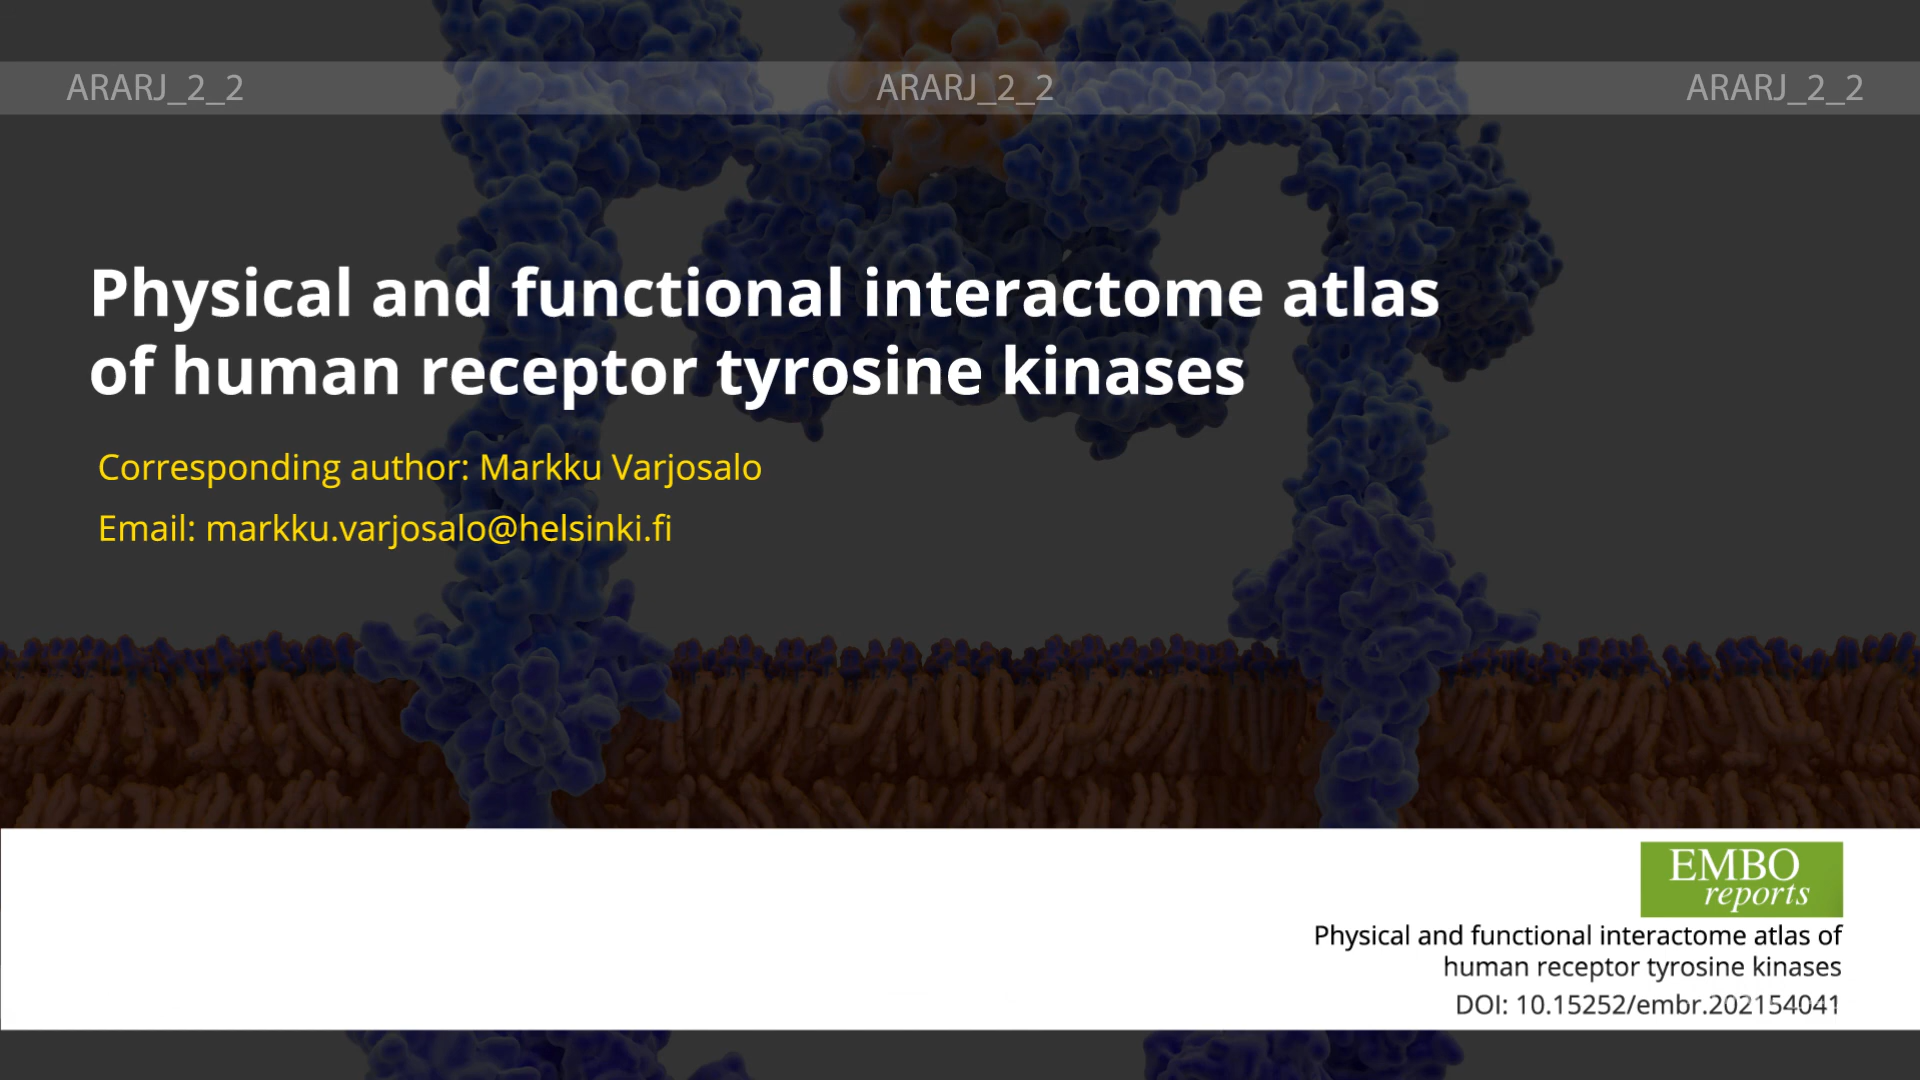 ARARJ_2_2 ARARJ_2_2 ARARJ_2_2
Physical and functional interactome atlas
of human receptor tyrosine kinases
Corresponding author: Markku Varjosalo
Email: markku.varjosalo@helsinki.fi
EMBO
reports
Physical and functional interactome atlas of
human receptor tyrosine kinases
DOI: 10.15252/embr.202154041